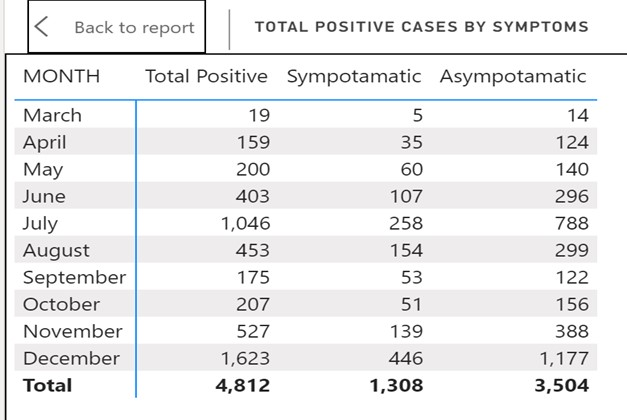 Back to report TOTAL POSITIVE CASES BY SYMPTOMS
MONTH Total Positive Sympotamatic Asympotamatic
March 19 5 14
April 159 35 124
May 200 60 140
June 403 107 296
July 1,046 258 788
August 453 154 299
September 175 53 122
October 207 51 156
November 527 139 388
December 1,623 446 1,177
Total 4,812 1,308 3,504